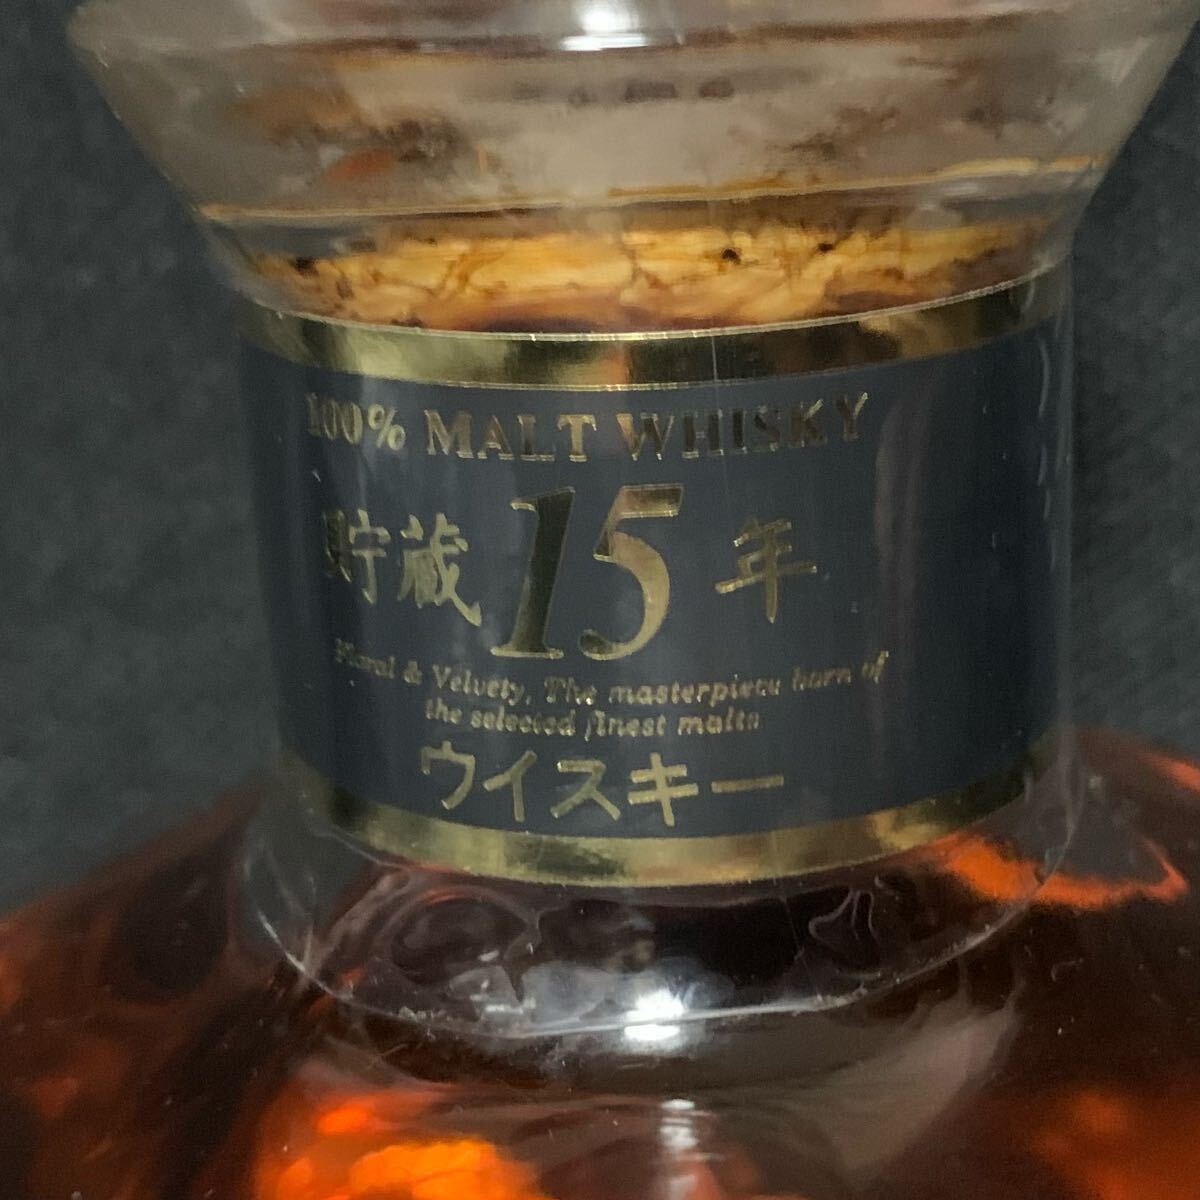 100% MALT WHISKY
貯蔵 15 年
Floral & Velvety, The masterpiece born of
the selected finest malts
ウイスキー